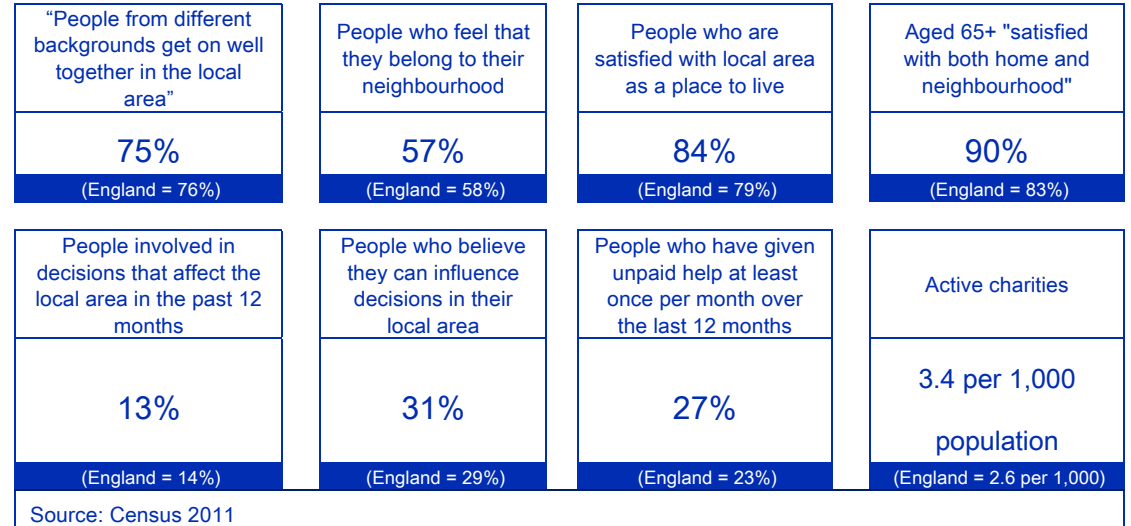 “People from different
backgrounds get on well
together in the local
area”
75%
(England = 76%)
People who feel that
they belong to their
neighbourhood
57%
(England = 58%)
People who are
satisfied with local area
as a place to live
84%
(England = 79%)
Aged 65+ "satisfied
with both home and
neighbourhood"
90%
(England = 83%)
People involved in
decisions that affect the
local area in the past 12
months
13%
(England = 14%)
People who believe
they can influence
decisions in their
local area
31%
(England = 29%)
People who have given
unpaid help at least
once per month over
the last 12 months
27%
(England = 23%)
Active charities
3.4 per 1,000
population
(England = 2.6 per 1,000)
Source: Census 2011